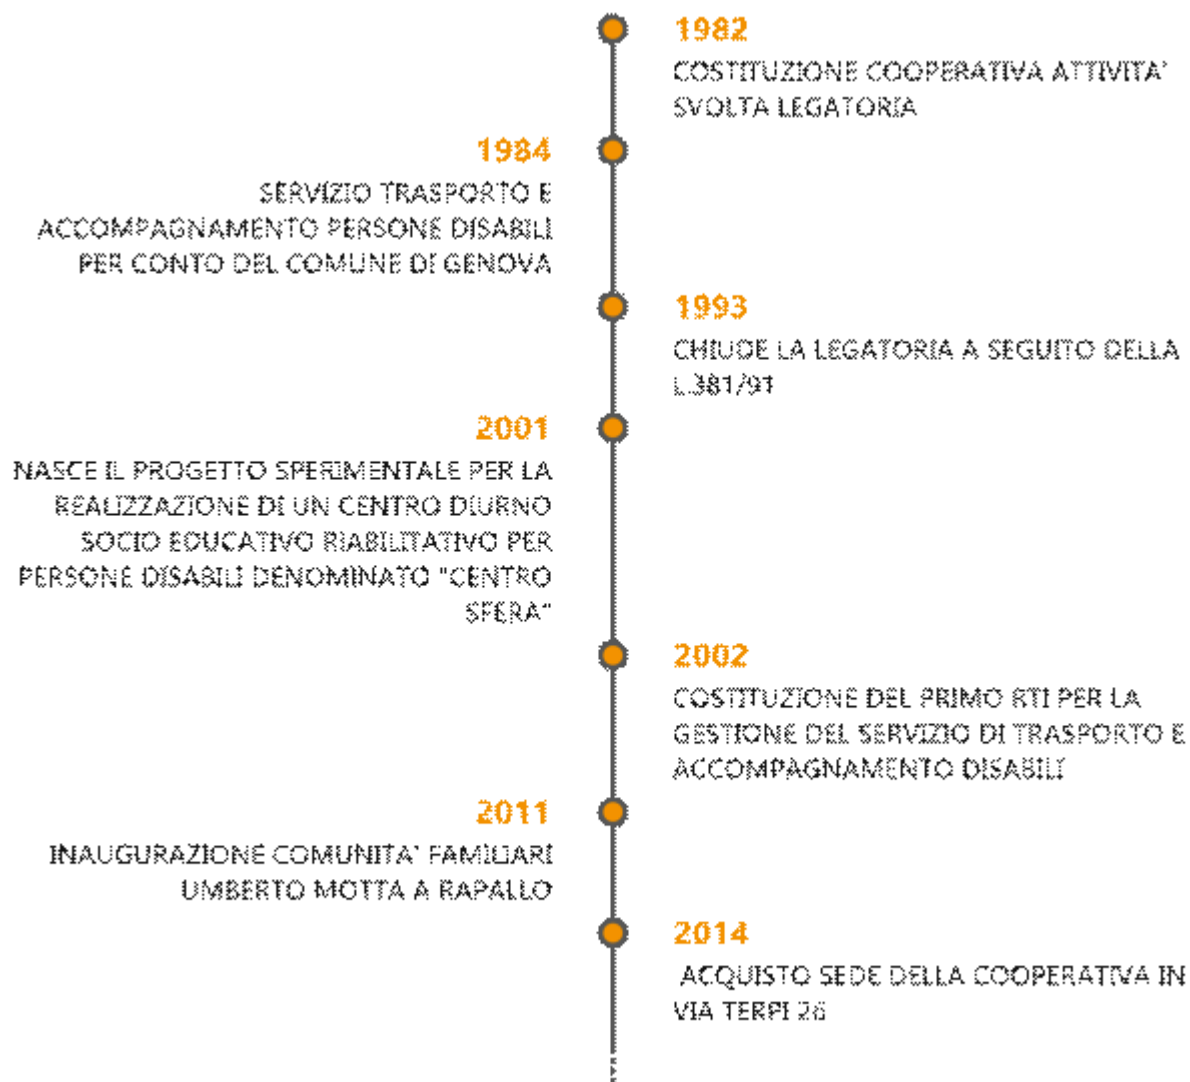 1982
COSTITUZIONE COOPERATIVA ATTIVITA'
SVOLTA LEGATORIA
1984
SERVIZIO TRASPORTO E
ACCOMPAGNAMENTO PERSONE DISABILI
PER CONTO DEL COMUNE DI GENOVA
1993
CHIUDE LA LEGATORIA A SEGUITO DELLA
L.381/91
2001
NASCE IL PROGETTO SPERIMENTALE PER LA
REALIZZAZIONE DI UN CENTRO DIURNO
SOCIO EDUCATIVO RIABILITATIVO PER
PERSONE DISABILI DENOMINATO "CENTRO
SFERA"
2002
COSTITUZIONE DEL PRIMO RTI PER LA
GESTIONE DEL SERVIZIO DI TRASPORTO E
ACCOMPAGNAMENTO DISABILI
2011
INAUGURAZIONE COMUNITA' FAMILIARI
UMBERTO MOTTA A RAPALLO
2014
ACQUISTO SEDE DELLA COOPERATIVA IN
VIA TERPI 26